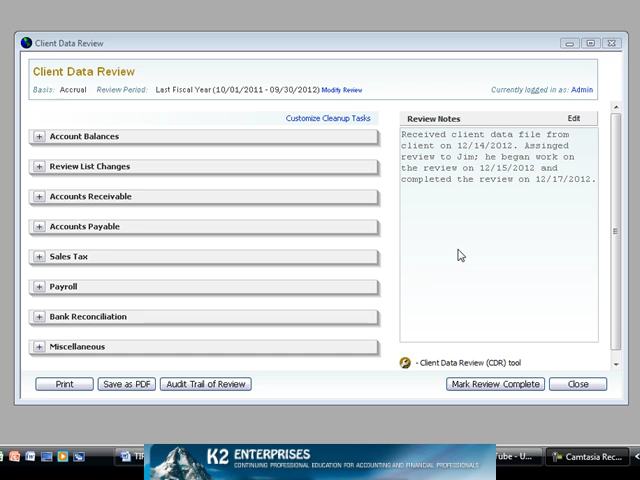 Client Data Review
Client Data Review
Basis: Accrual Review Period: Last Fiscal Year (10/01/2011 - 09/30/2012) Modify Review Currently logged in as: Admin
Customize Cleanup Tasks
Account Balances
Review List Changes
Accounts Receivable
Accounts Payable
Sales Tax
Payroll
Bank Reconciliation
Miscellaneous
Review Notes Edit
Received client data file from
client on 12/14/2012. Assinged
review to Jim; he began work on
the review on 12/15/2012 and
completed the review on 12/17/2012.
- Client Data Review (CDR) tool
Print Save as PDF Audit Trail of Review Mark Review Complete Close
K2 ENTERPRISES
CONTINUING PROFESSIONAL EDUCATION FOR ACCOUNTING AND FINANCIAL PROFESSIONALS
Tube - U... Camtasia Rec...